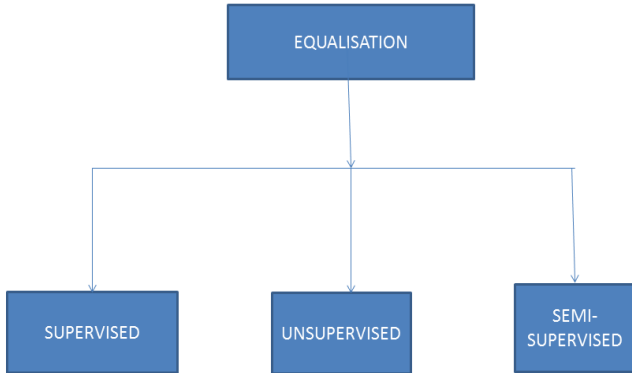 EQUALISATION
SUPERVISED
UNSUPERVISED
SEMI-
SUPERVISED